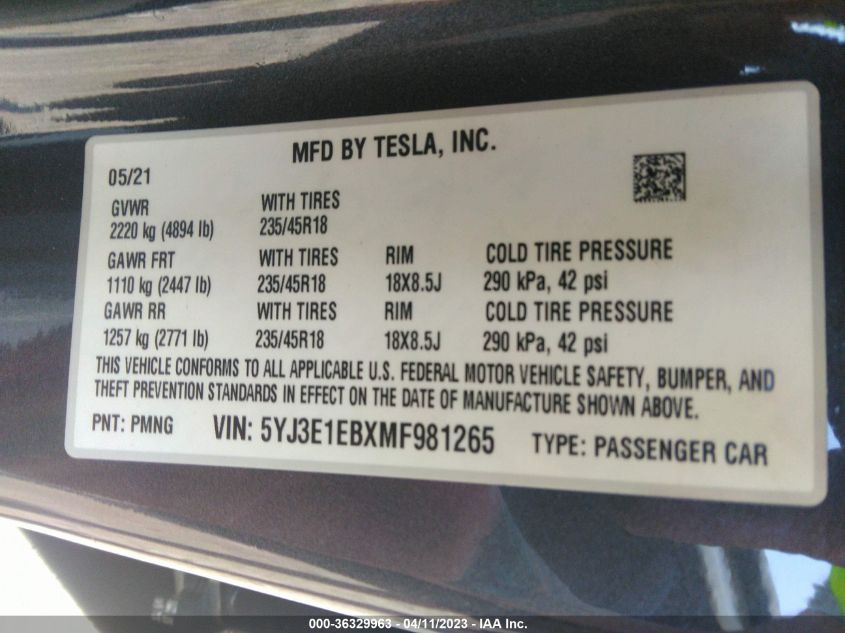 MFD BY TESLA, INC.
05/21
GVWR WITH TIRES
2220 kg (4894 lb) 235/45R18
GAWR FRT WITH TIRES RIM COLD TIRE PRESSURE
1110 kg (2447 lb) 235/45R18 18X8.5J 290 kPa, 42 psi
GAWR RR WITH TIRES RIM COLD TIRE PRESSURE
1257 kg (2771 lb) 235/45R18 18X8.5J 290 kPa, 42 psi
THIS VEHICLE CONFORMS TO ALL APPLICABLE U.S. FEDERAL MOTOR VEHICLE SAFETY, BUMPER, AND
THEFT PREVENTION STANDARDS IN EFFECT ON THE DATE OF MANUFACTURE SHOWN ABOVE.
PNT: PMNG VIN: 5YJ3E1EBXMF981265 TYPE: PASSENGER CAR
000-36329963 - 04/11/2023 - IAA Inc.